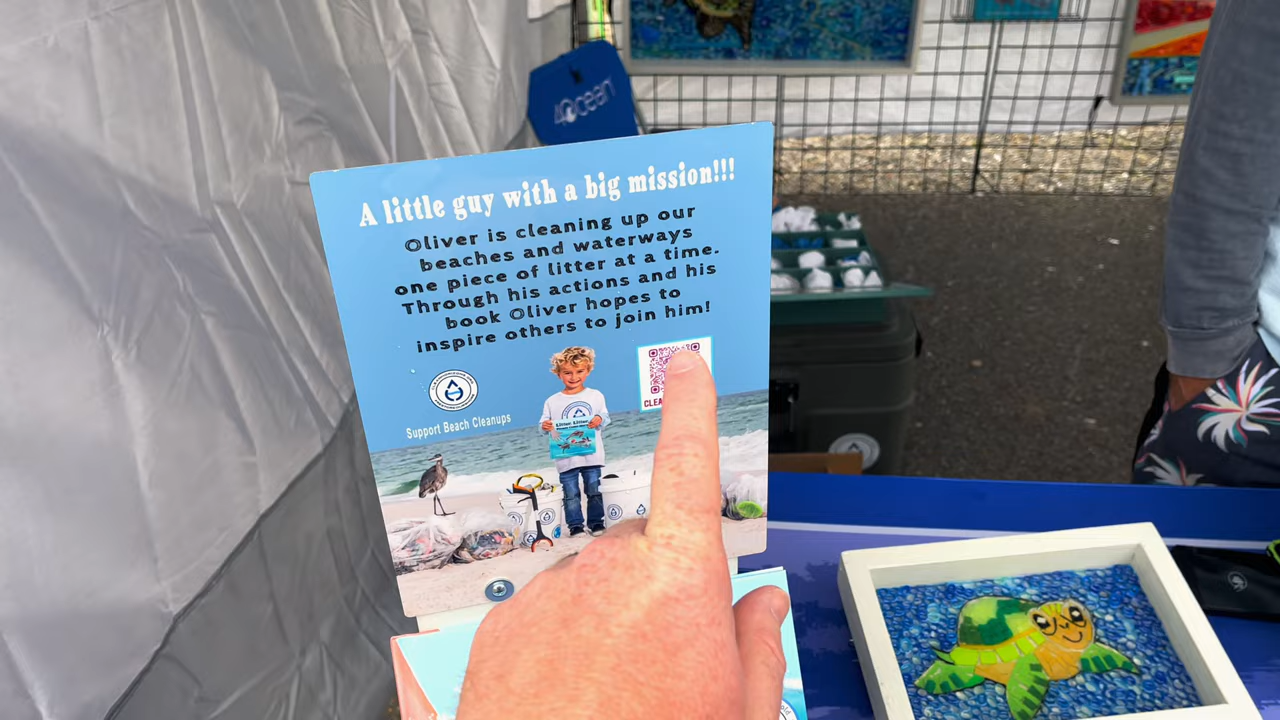 4Ocean
A little guy with a big mission!!!
Oliver is cleaning up our
beaches and waterways
one piece of litter at a time.
Through his actions and his
book Oliver hopes to
inspire others to join him!
Support Beach Cleanups